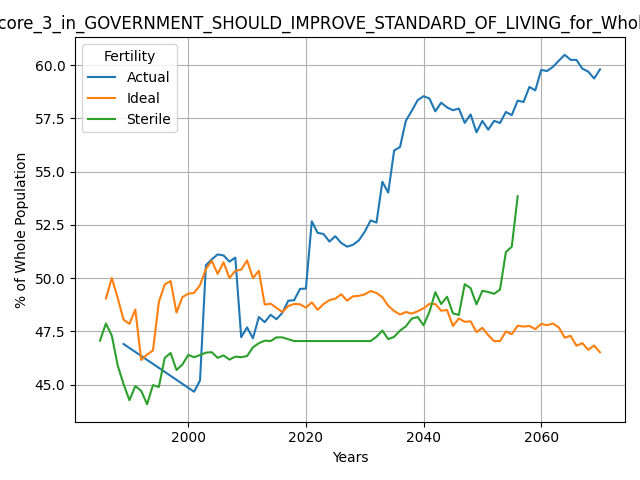 core_3_in_GOVERNMENT_SHOULD_IMPROVE_STANDARD_OF_LIVING_for_Whol
Fertility
Actual
Ideal
Sterile
60.0
57.5
55.0
52.5
50.0
47.5
45.0
% of Whole Population
2000
2020
2040
2060
Years